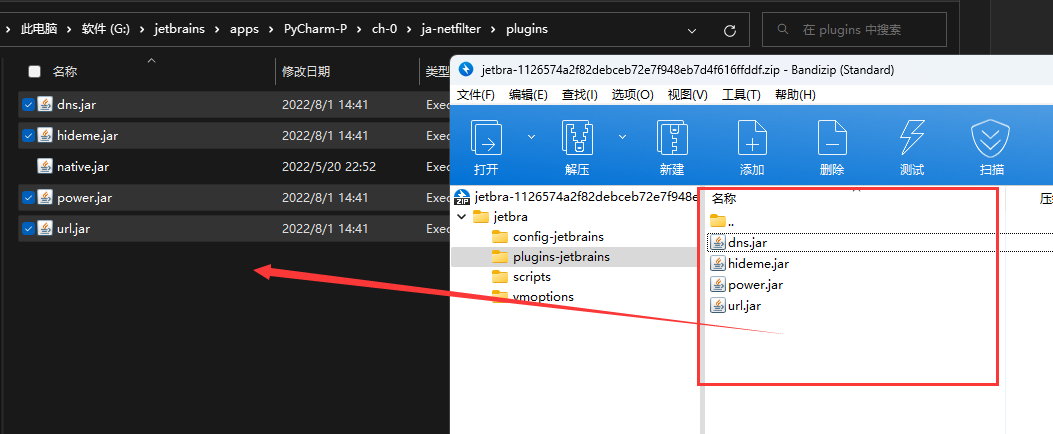 此电脑 > 软件 (G:) > jetbrains > apps > PyCharm-P > ch-0 > ja-netfilter > plugins
在 plugins 中搜索
名称 修改日期 类型
dns.jar 2022/8/1 14:41 Exec
hideme.jar 2022/8/1 14:41 Exec
native.jar 2022/5/20 22:52 Exec
power.jar 2022/8/1 14:41 Exec
url.jar 2022/8/1 14:41 Exec
jetbra-1126574a2f82debceb72e7f948eb7d4f616ffddf.zip - Bandizip (Standard)
文件(F) 编辑(E) 查找(I) 选项(O) 视图(V) 工具(T) 帮助(H)
打开 解压 新建 添加 删除 测试 扫描
ZIP jetbra-1126574a2f82debceb72e7f948e
jetbra
config-jetbrains
plugins-jetbrains
scripts
vmoptions
名称
..
dns.jar
hideme.jar
power.jar
url.jar